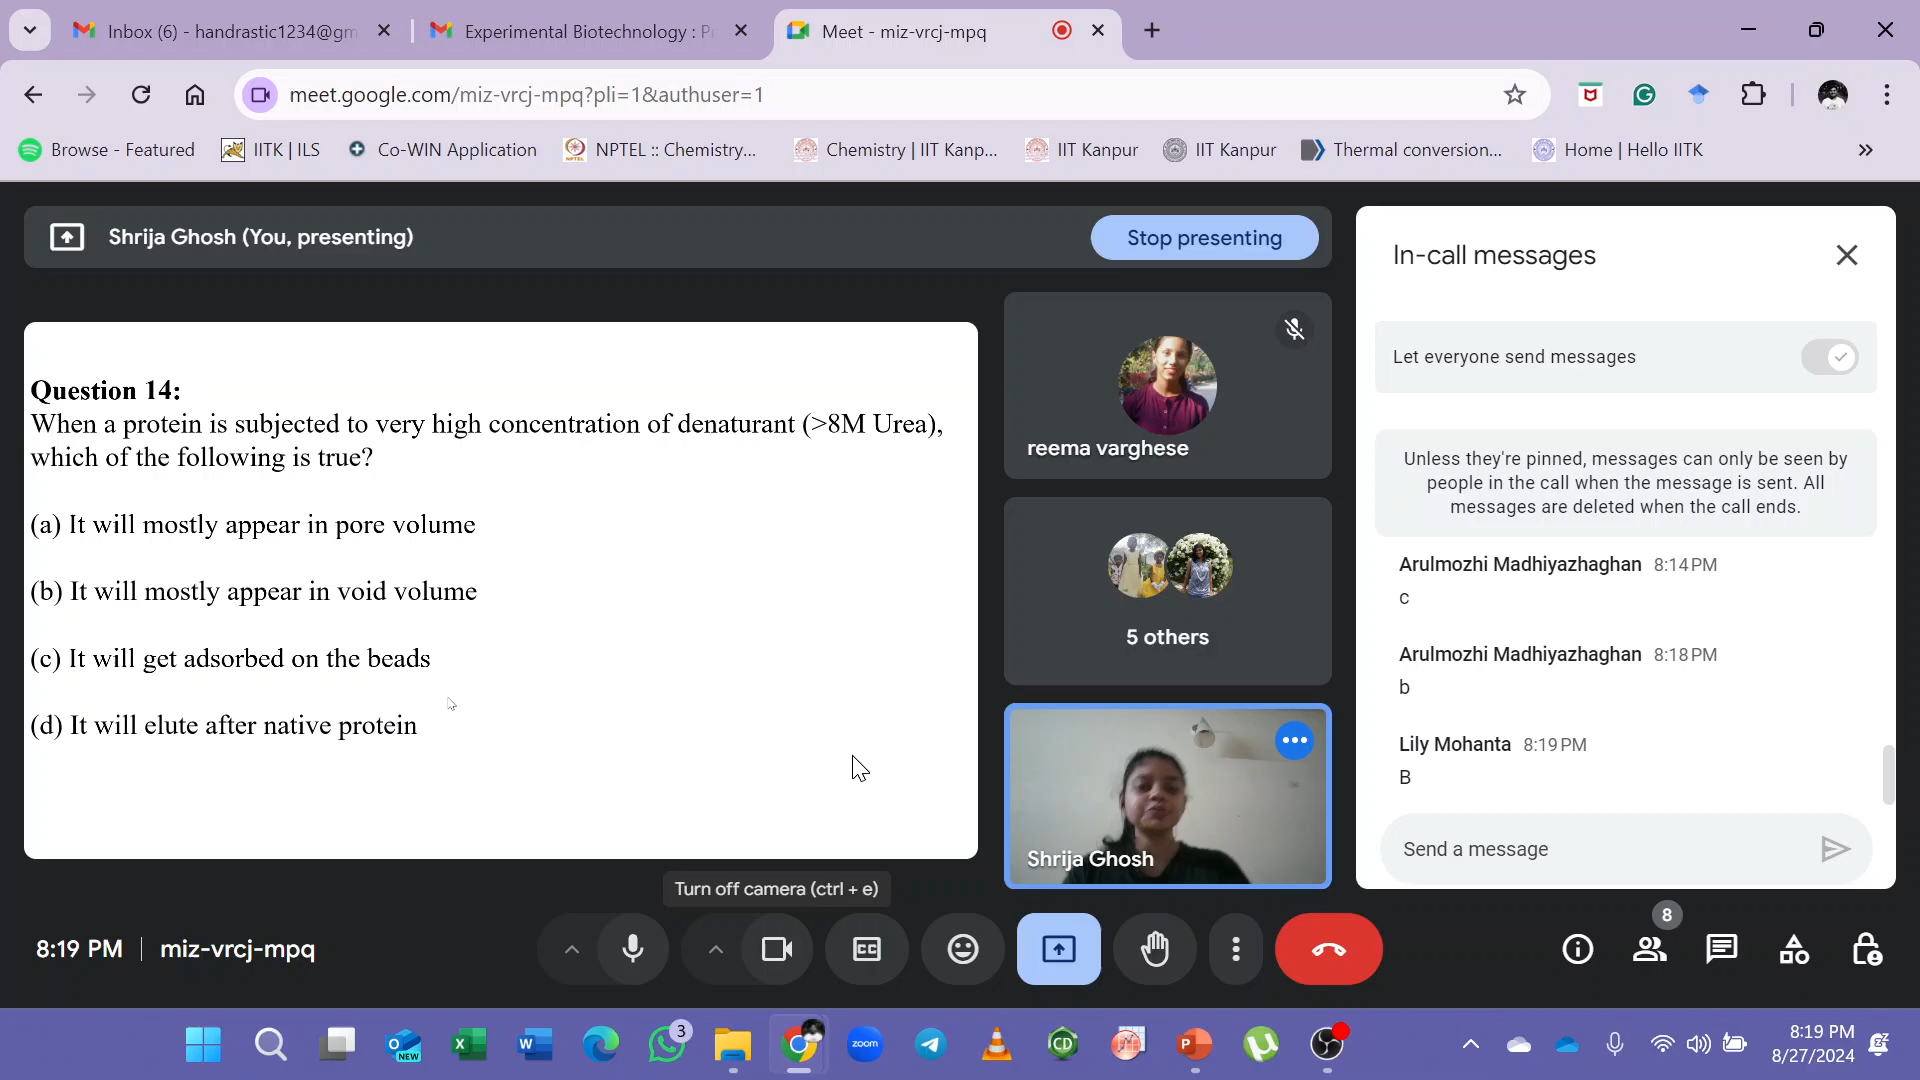 Inbox (6) - handrastic1234@gm
Experimental Biotechnology : P
Meet - miz-vrcj-mpq
meet.google.com/miz-vrcj-mpq?pli=1&authuser=1
Browse - Featured
IITK | ILS
Co-WIN Application
NPTEL :: Chemistry...
Chemistry | IIT Kanp...
IIT Kanpur
IIT Kanpur
Thermal conversion...
Home | Hello IITK
Shrija Ghosh (You, presenting)
Stop presenting
Question 14:
When a protein is subjected to very high concentration of denaturant (>8M Urea),
which of the following is true?
(a) It will mostly appear in pore volume
(b) It will mostly appear in void volume
(c) It will get adsorbed on the beads
(d) It will elute after native protein
reema varghese
5 others
Shrija Ghosh
In-call messages
Let everyone send messages
Unless they're pinned, messages can only be seen by
people in the call when the message is sent. All
messages are deleted when the call ends.
Arulmozhi Madhiyazhaghan 8:14 PM
c
Arulmozhi Madhiyazhaghan 8:18 PM
b
Lily Mohanta 8:19 PM
B
Send a message
Turn off camera (ctrl + e)
8:19 PM
miz-vrcj-mpq
8
NEW
3
zoom
CD
8:19 PM
8/27/2024